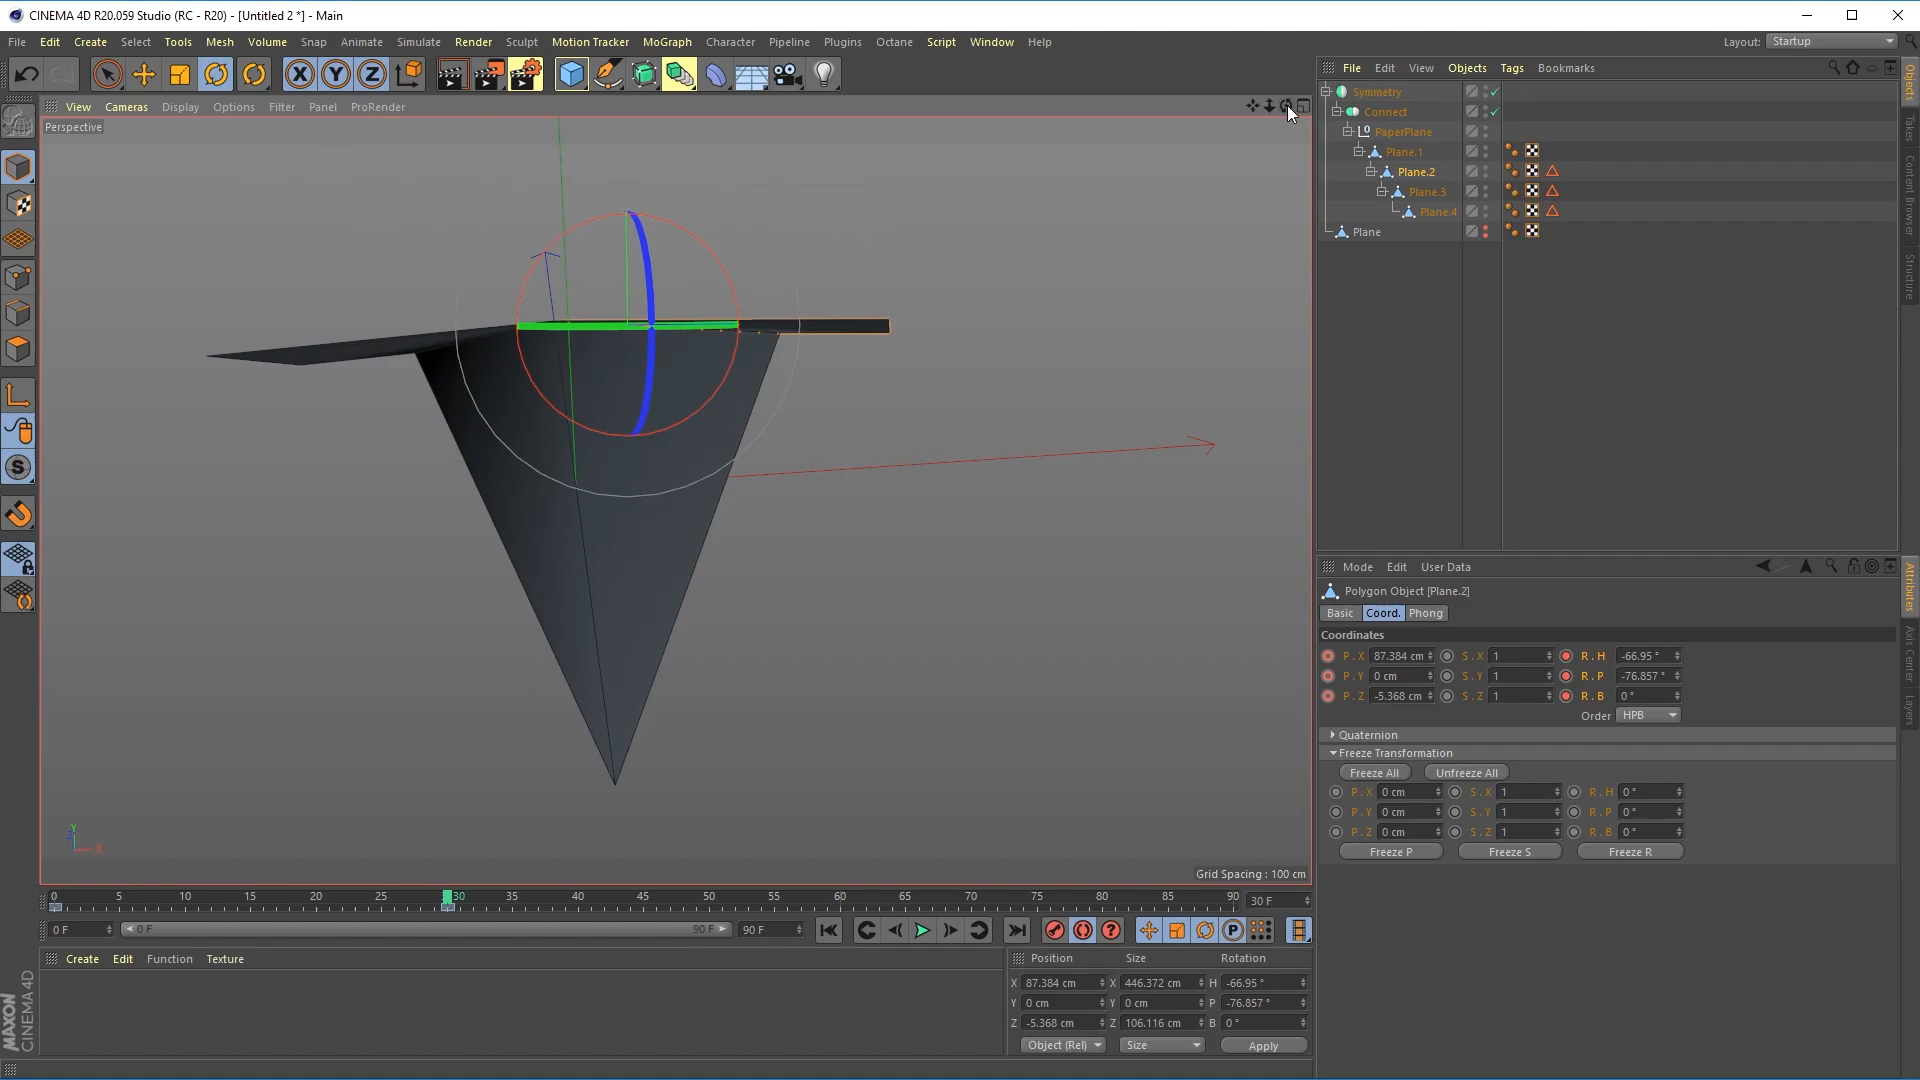 CINEMA 4D R20.059 Studio (RC - R20) - [Untitled 2 *] - Main
File Edit Create Select Tools Mesh Volume Snap Animate Simulate Render Sculpt Motion Tracker MoGraph Character Pipeline Plugins Octane Script Window Help
Layout: Startup
X Y Z
View Cameras Display Options Filter Panel ProRender
Perspective
File Edit View Objects Tags Bookmarks
Symmetry
Connect
PaperPlane
Plane.1
Plane.2
Plane.3
Plane.4
Plane
Objects
Takes
Content Browser
Structure
Mode Edit User Data
Polygon Object [Plane.2]
Basic Coord. Phong
Coordinates
P . X 87.384 cm S . X 1 R . H -66.95 °
P . Y 0 cm S . Y 1 R . P -76.857 °
P . Z -5.368 cm S . Z 1 R . B 0 °
Order HPB
Quaternion
Freeze Transformation
Freeze All Unfreeze All
P . X 0 cm S . X 1 R . H 0 °
P . Y 0 cm S . Y 1 R . P 0 °
P . Z 0 cm S . Z 1 R . B 0 °
Freeze P Freeze S Freeze R
Attributes
Axis Center
Layers
Y
X
Grid Spacing : 100 cm
0 5 10 15 20 25 30 35 40 45 50 55 60 65 70 75 80 85 90 30 F
0 F 0 F 90 F 90 F
P
Create Edit Function Texture
Position Size Rotation
X 87.384 cm X 446.372 cm H -66.95 °
Y 0 cm Y 0 cm P -76.857 °
Z -5.368 cm Z 106.116 cm B 0 °
Object (Rel) Size Apply
MAXON
CINEMA 4D